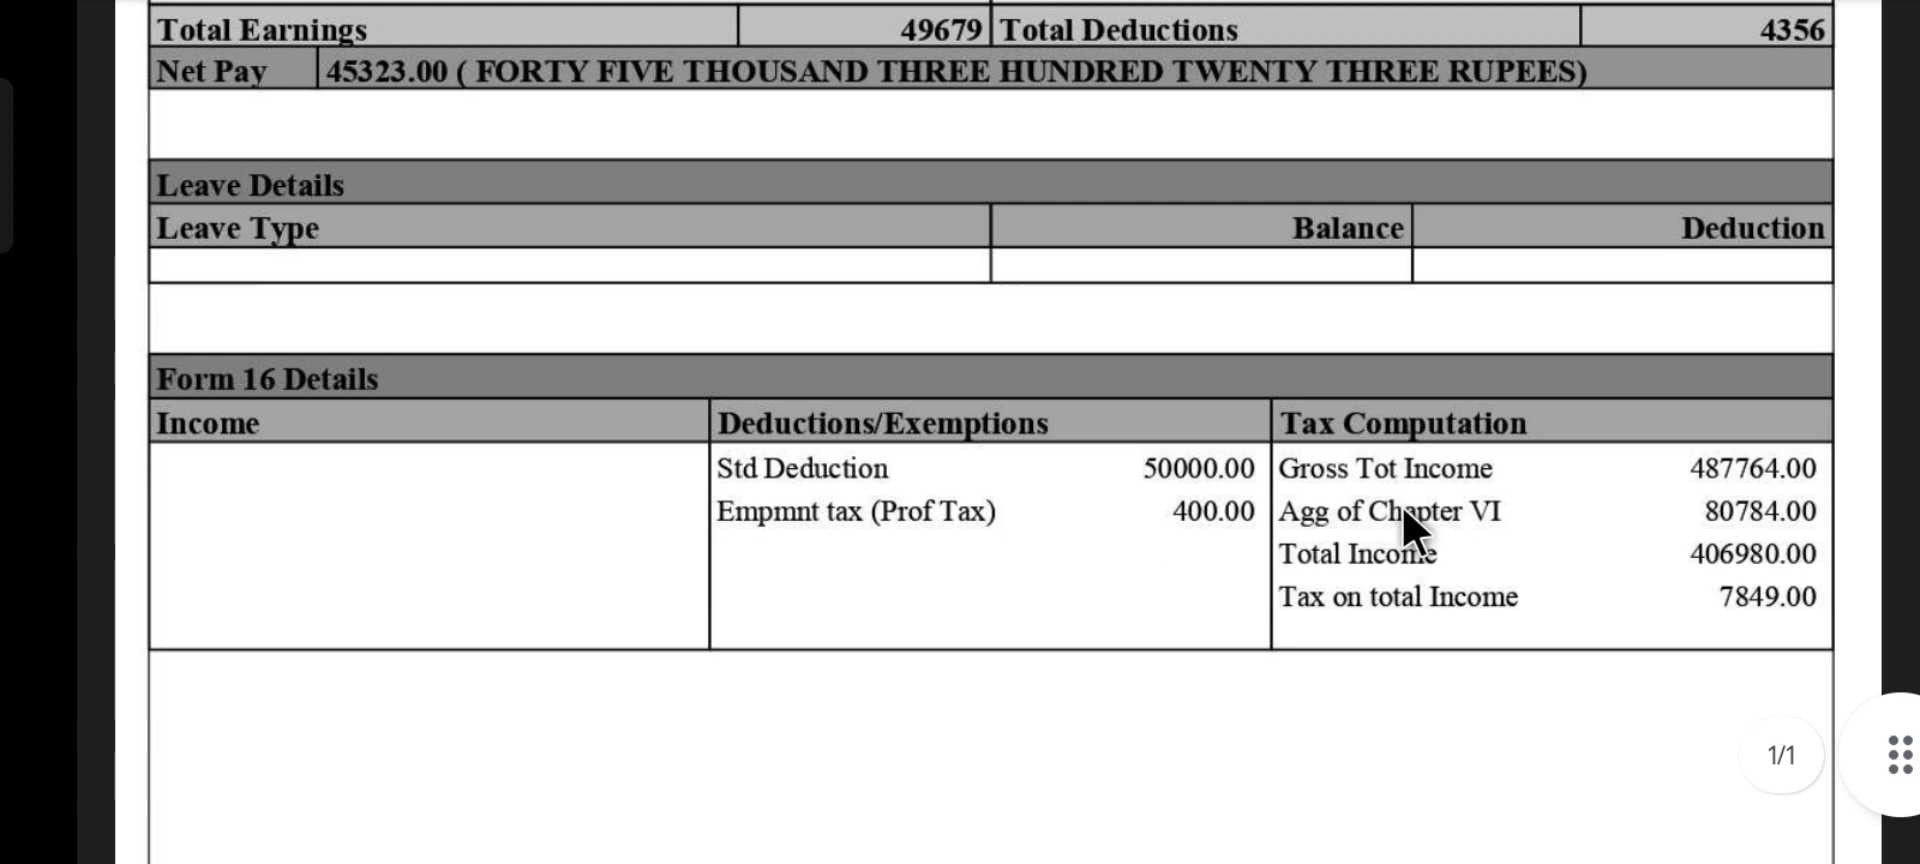 Total Earnings 49679 Total Deductions 4356
Net Pay 45323.00 ( FORTY FIVE THOUSAND THREE HUNDRED TWENTY THREE RUPEES)
Leave Details
Leave Type Balance Deduction
Form 16 Details
Income Deductions/Exemptions Tax Computation
Std Deduction 50000.00 Gross Tot Income 487764.00
Empmnt tax (Prof Tax) 400.00 Agg of Chapter VI 80784.00
Total Income 406980.00
Tax on total Income 7849.00
1/1